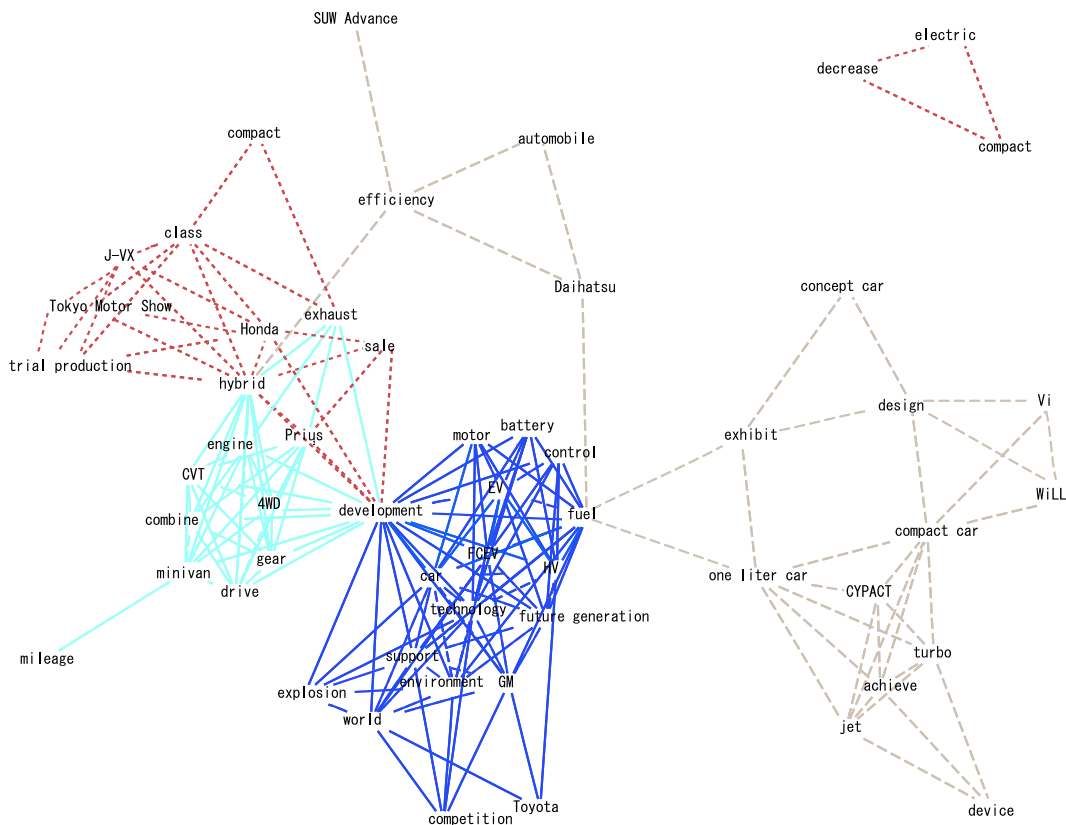 SUW Advance
electric
decrease
compact
automobile
compact
efficiency
class
J-VX
Daihatsu
concept car
Tokyo Motor Show
exhaust
Honda
sale
trial production
hybrid
Vi
design
battery
exhibit
Prius
motor
engine
control
CVT
EV
WiLL
4WD
development
fuel
combine
compact car
FCEV
gear
HV
minivan
car
one liter car
drive
CYPACT
technology
future generation
turbo
mileage
support
environment
GM
achieve
explosion
world
jet
Toyota
device
competition